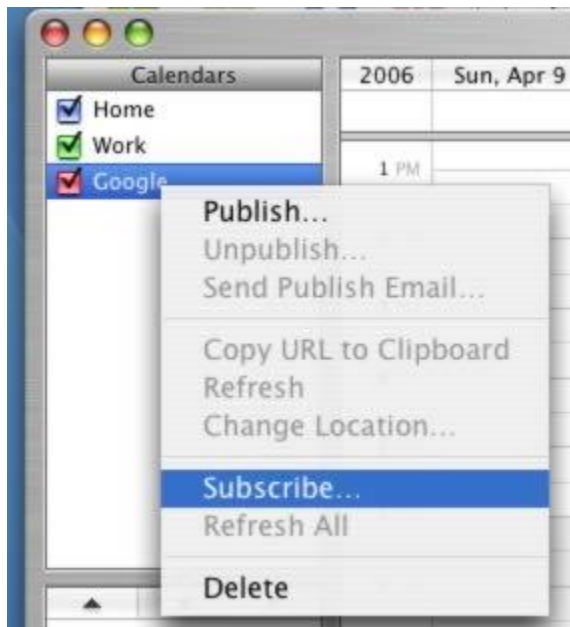 Calendars
2006 Sun, Apr 9
Home
Work
1 PM
Google
Publish...
Unpublish...
Send Publish Email...
Copy URL to Clipboard
Refresh
Change Location...
Subscribe...
Refresh All
Delete